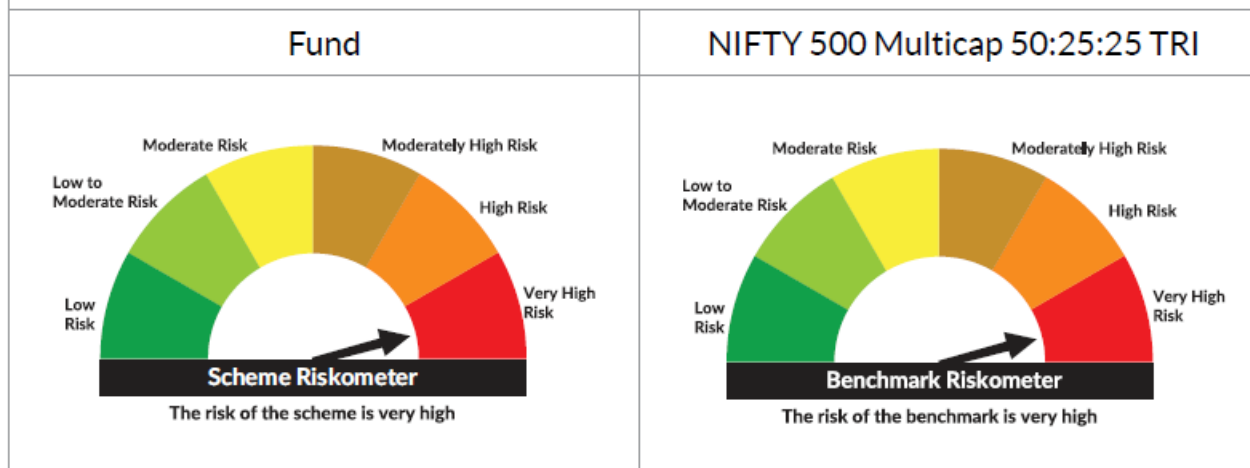 Fund
NIFTY 500 Multicap 50:25:25 TRI
Moderate Risk
Moderately High Risk
Low to
Moderate Risk
High Risk
Low
Risk
Very High
Risk
Scheme Riskometer
The risk of the scheme is very high
Moderate Risk
Moderately High Risk
Low to
Moderate Risk
High Risk
Low
Risk
Very High
Risk
Benchmark Riskometer
The risk of the benchmark is very high